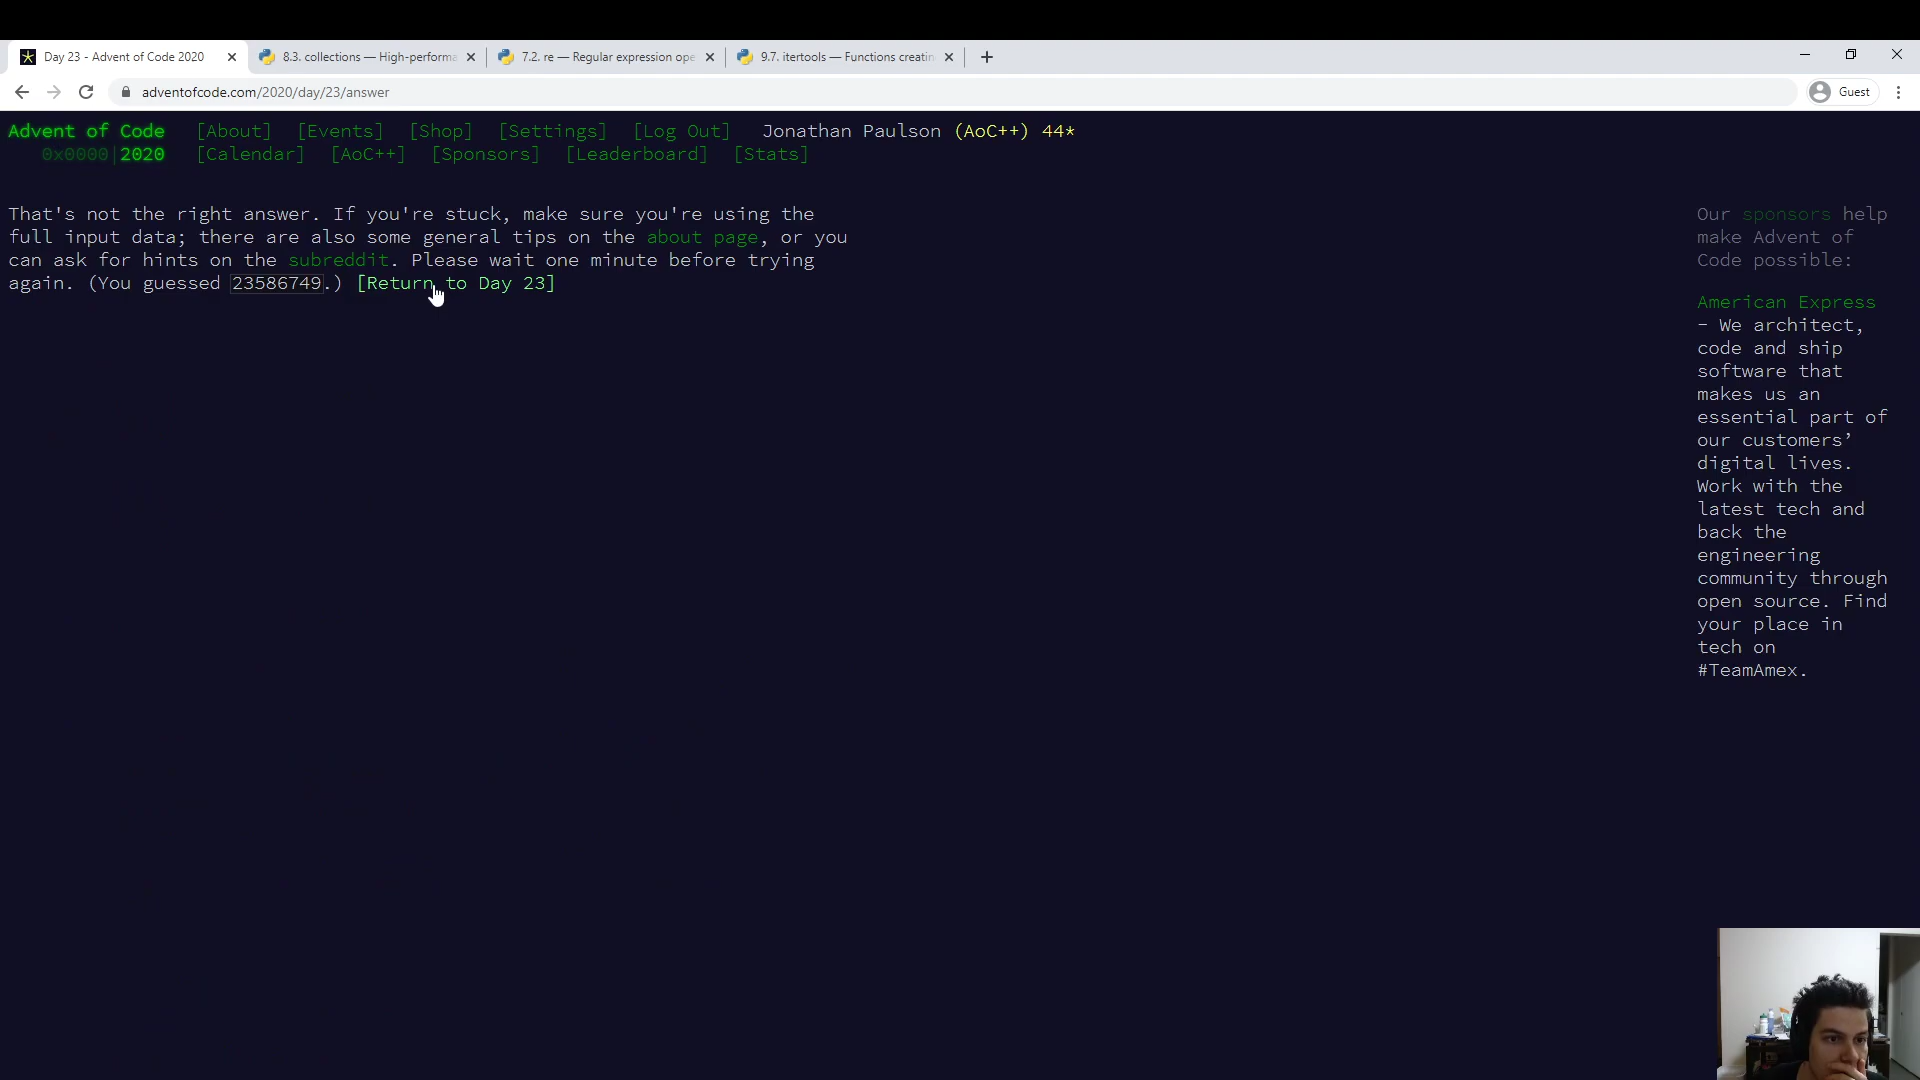 Day 23 - Advent of Code 2020
8.3. collections — High-performa
7.2. re — Regular expression ope
9.7. itertools — Functions creatin
adventofcode.com/2020/day/23/answer
Guest
Advent of Code [About] [Events] [Shop] [Settings] [Log Out] Jonathan Paulson (AoC++) 44*
0x0000|2020 [Calendar] [AoC++] [Sponsors] [Leaderboard] [Stats]
That's not the right answer. If you're stuck, make sure you're using the
full input data; there are also some general tips on the about page, or you
can ask for hints on the subreddit. Please wait one minute before trying
again. (You guessed 23586749.) [Return to Day 23]
Our sponsors help
make Advent of
Code possible:
American Express
- We architect,
code and ship
software that
makes us an
essential part of
our customers’
digital lives.
Work with the
latest tech and
back the
engineering
community through
open source. Find
your place in
tech on
#TeamAmex.